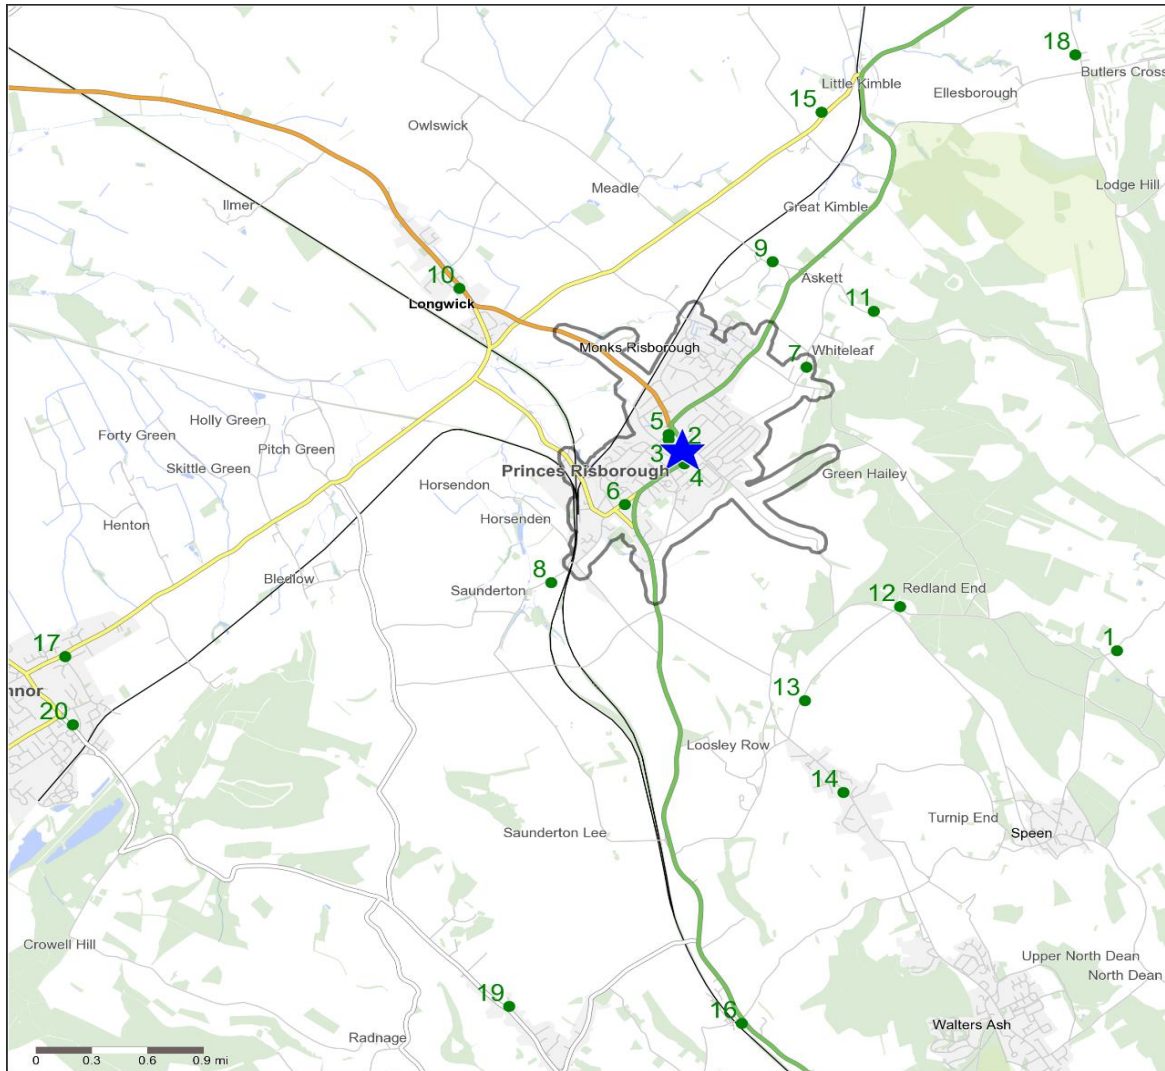 18
Butlers Cross
Little Kimble
Ellesborough
15
Owlswick
Meadle
Lodge Hill
Ilmer
Great Kimble
9
Askett
10
11
Longwick
Monks Risborough
7
Whiteleaf
Holly Green
Forty Green
Pitch Green
5
2
3
Skittle Green
Princes Risborough
4
Green Hailey
Horsendon
6
Henton
Horsenden
Bledlow
8
Saunderton
12
Redland End
17
1
nnor
13
20
Loosley Row
14
Turnip End
Saunderton Lee
Speen
Crowell Hill
Upper North Dean
North Dean
19
16
Radnage
Walters Ash
0 0.3 0.6 0.9 mi